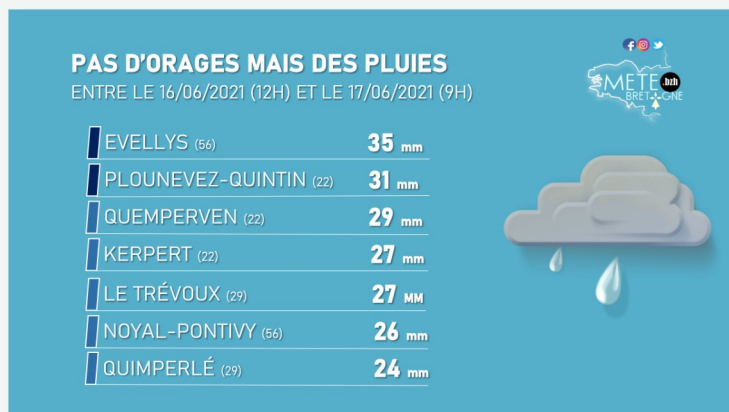 PAS D'ORAGES MAIS DES PLUIES
ENTRE LE 16/06/2021 (12H) ET LE 17/06/2021 (9H)
METEO .bzh
BRETAGNE
EVELLYS (56) 35 mm
PLOUNEVEZ-QUINTIN (22) 31 mm
QUEMPERVEN (22) 29 mm
KERPERT (22) 27 mm
LE TRÉVOUX (29) 27 MM
NOYAL-PONTIVY (56) 26 mm
QUIMPERLÉ (29) 24 mm